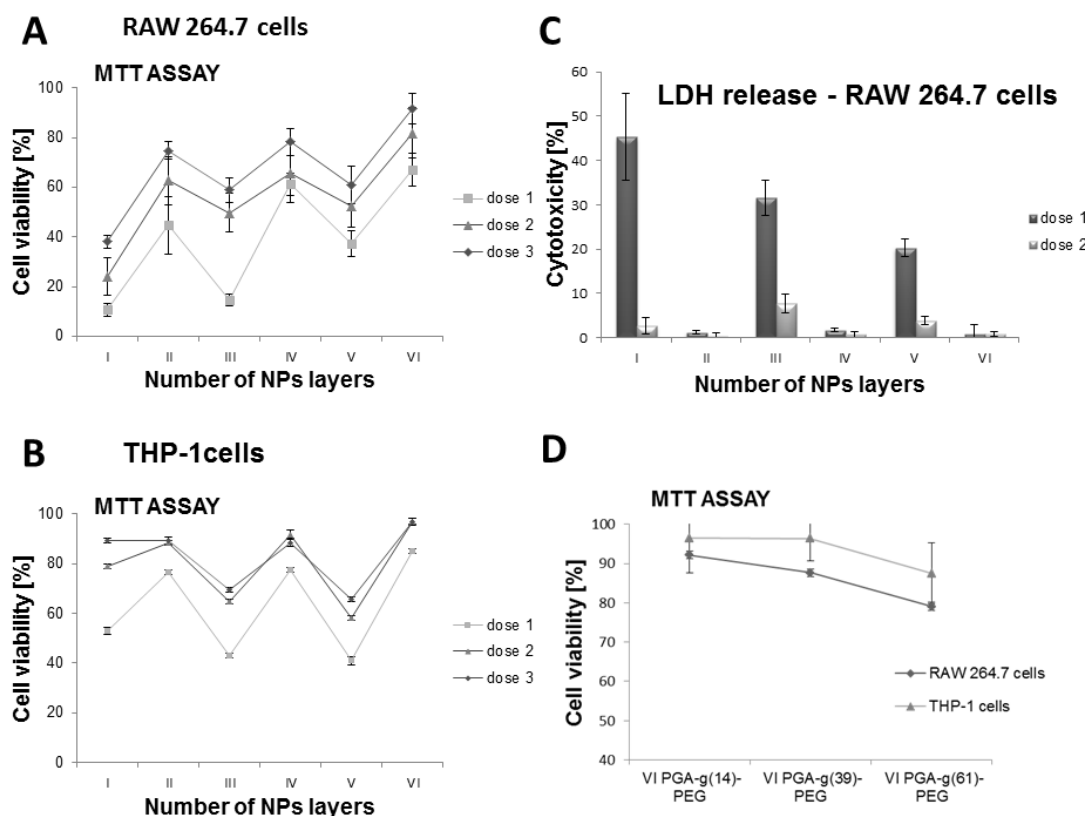 A
RAW 264.7 cells
MTT ASSAY
Cell viability [%]
100
80
60
40
20
0
I II III IV V VI
Number of NPs layers
dose 1
dose 2
dose 3
C
LDH release - RAW 264.7 cells
Cytotoxicity [%]
60
50
40
30
20
10
0
I II III IV V VI
Number of NPs layers
dose 1
dose 2
B
THP-1cells
MTT ASSAY
Cell viability [%]
100
80
60
40
20
0
I II III IV V VI
Number of NPs layers
dose 1
dose 2
dose 3
D
MTT ASSAY
Cell viability [%]
100
90
80
70
60
50
40
RAW 264.7 cells
THP-1 cells
VI PGA-g(14)- VI PGA-g(39)- VI PGA-g(61)-
PEG PEG PEG